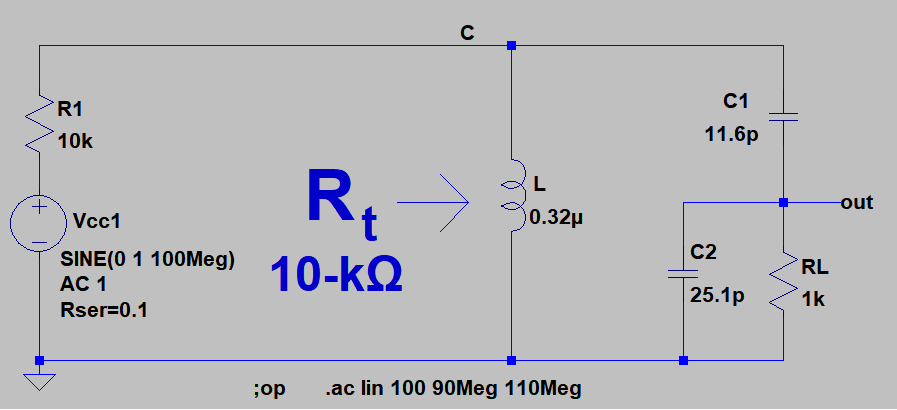 C
R1
10k
Vcc1
SINE(0 1 100Meg)
AC 1
Rser=0.1
Rt
10-kΩ
L
0.32µ
C1
11.6p
out
C2
25.1p
RL
1k
;op .ac lin 100 90Meg 110Meg